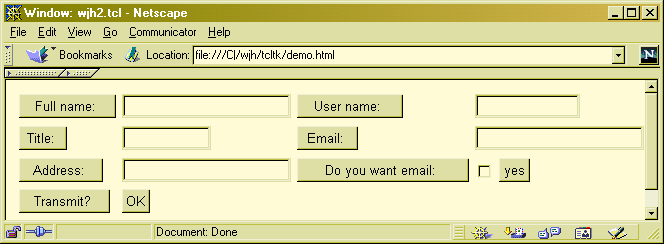 Window: wjh2.tcl - Netscape
File Edit View Go Communicator Help
Bookmarks Location: file:///C|/wjh/tcltk/demo.html N
Full name: User name:
Title: Email:
Address: Do you want email: yes
Transmit? OK
Document: Done